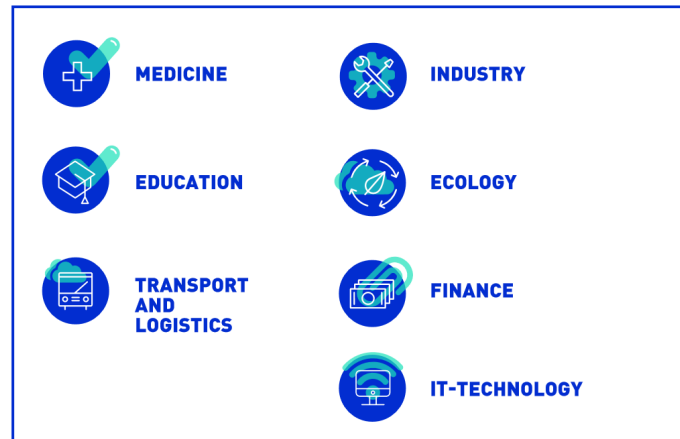 MEDICINE
EDUCATION
TRANSPORT
AND
LOGISTICS
INDUSTRY
ECOLOGY
FINANCE
IT-TECHNOLOGY